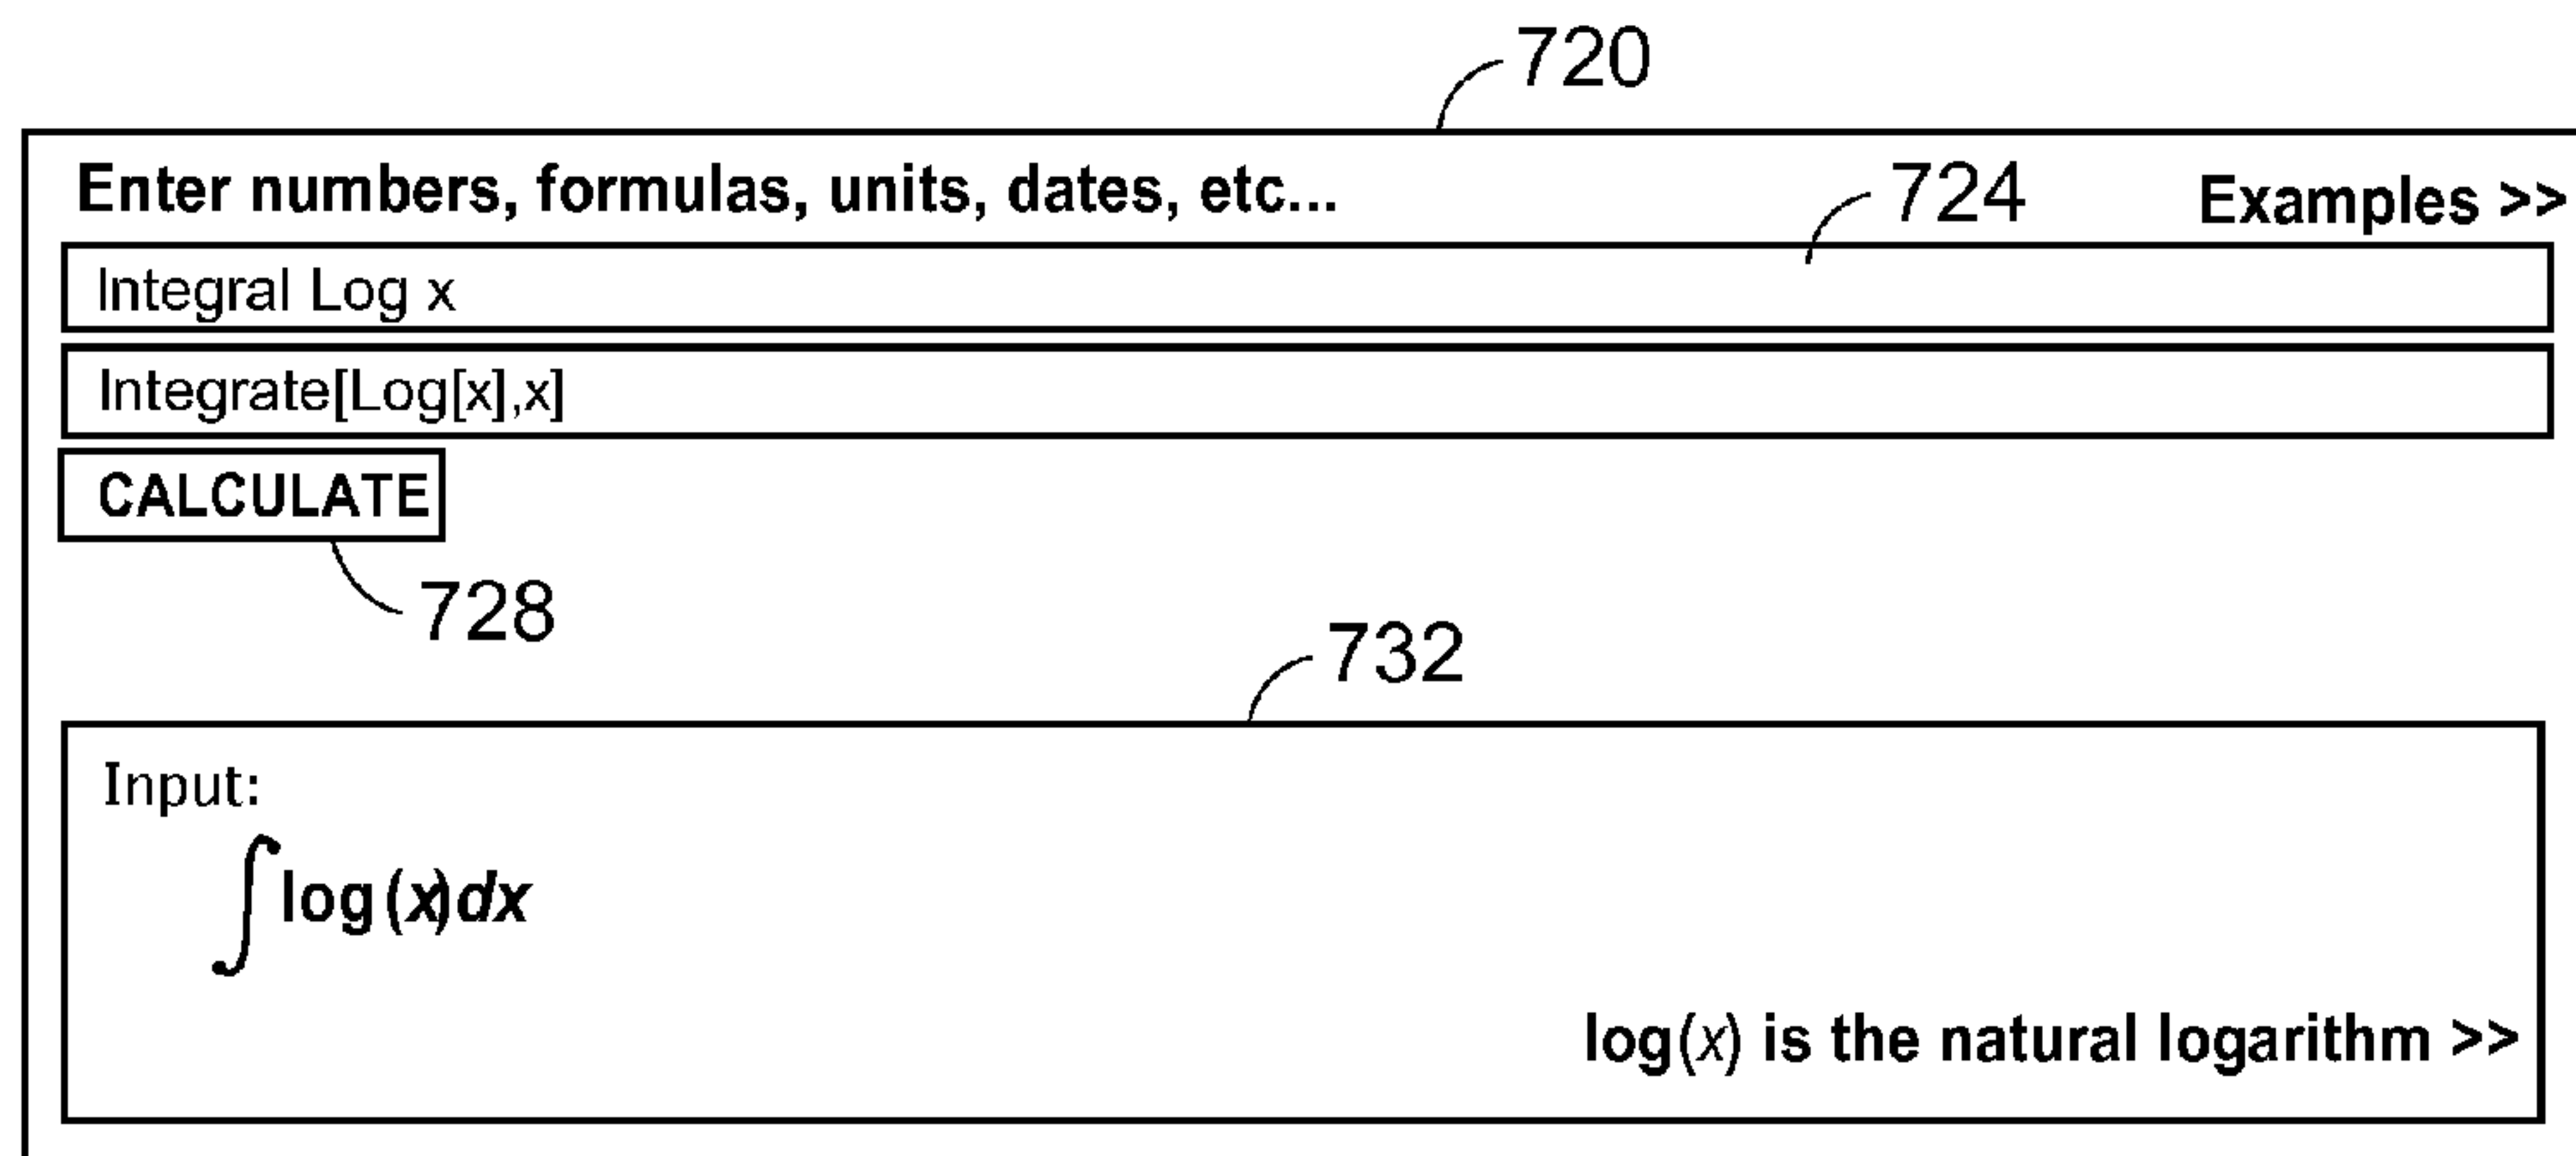 720
Enter numbers, formulas, units, dates, etc... 724 Examples >>
Integral Log x
Integrate[Log[x],x]
CALCULATE
728
732
Input:
∫log(x)dx
log(x) is the natural logarithm >>